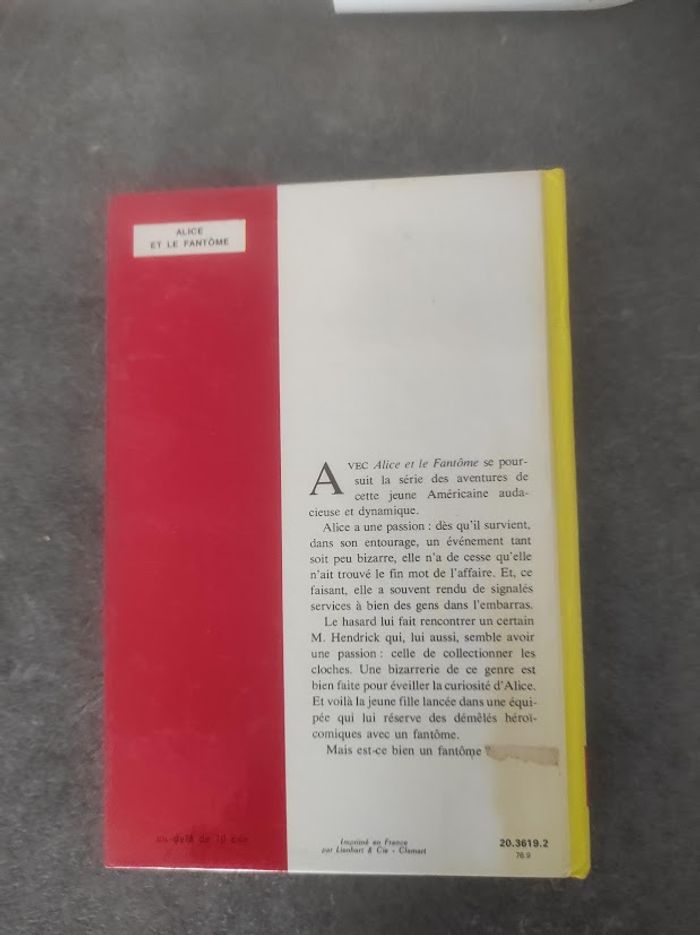 ALICE
ET LE FANTÔME
AVEC Alice et le Fantôme se pour-
suit la série des aventures de
cette jeune Américaine auda-
cieuse et dynamique.
Alice a une passion : dès qu'il survient,
dans son entourage, un événement tant
soit peu bizarre, elle n'a de cesse qu'elle
n'ait trouvé le fin mot de l'affaire. Et, ce
faisant, elle a souvent rendu de signalés
services à bien des gens dans l'embarras.
Le hasard lui fait rencontrer un certain
M. Hendrick qui, lui aussi, semble avoir
une passion : celle de collectionner les
cloches. Une bizarrerie de ce genre est
bien faite pour éveiller la curiosité d'Alice.
Et voilà la jeune fille lancée dans une équi-
pée qui lui réserve des démêlés héroï-
comiques avec un fantôme.
Mais est-ce bien un fantôme
au-delà de 10 ans
Imprimé en France
par Lienhart & Cie - Clamart
20.3619.2
76.9